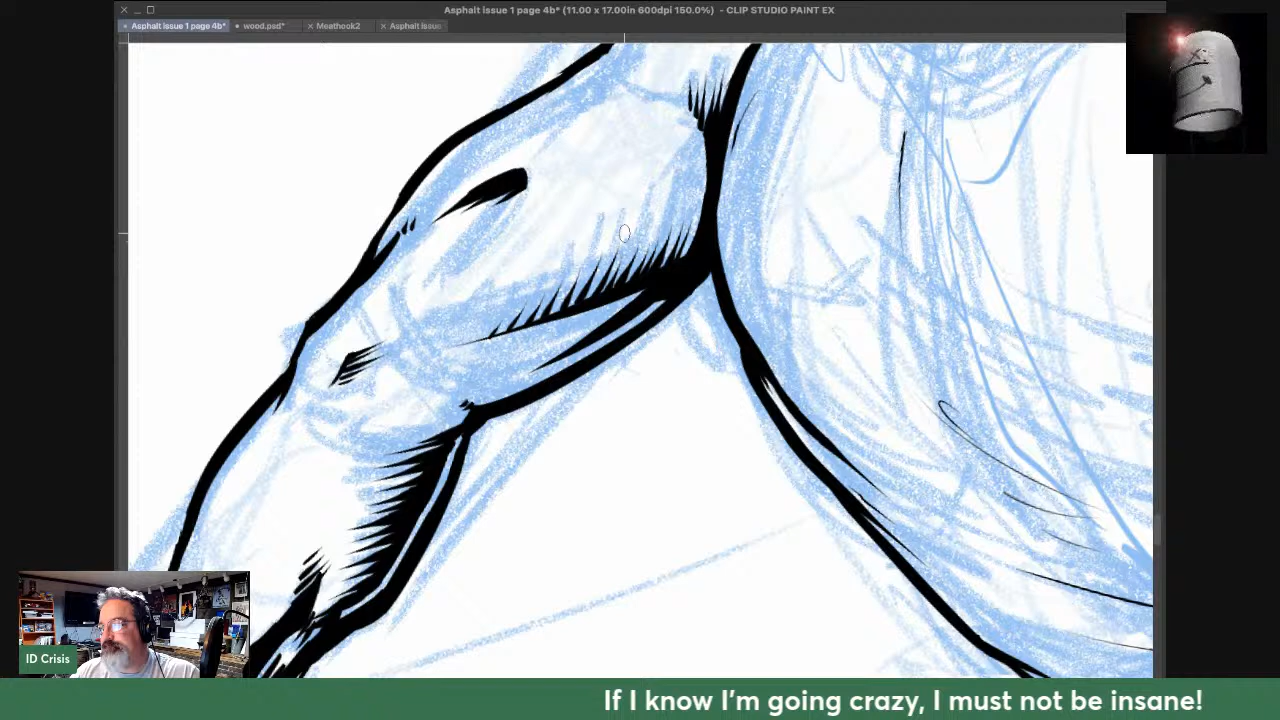 Asphalt issue 1 page 4b* (11.00 x 17.00in 600dpi 150.0%) - CLIP STUDIO PAINT EX
Asphalt issue 1 page 4b* wood.psd* Meathook2 Asphalt issue
ID Crisis
If I know I'm going crazy, I must not be insane!